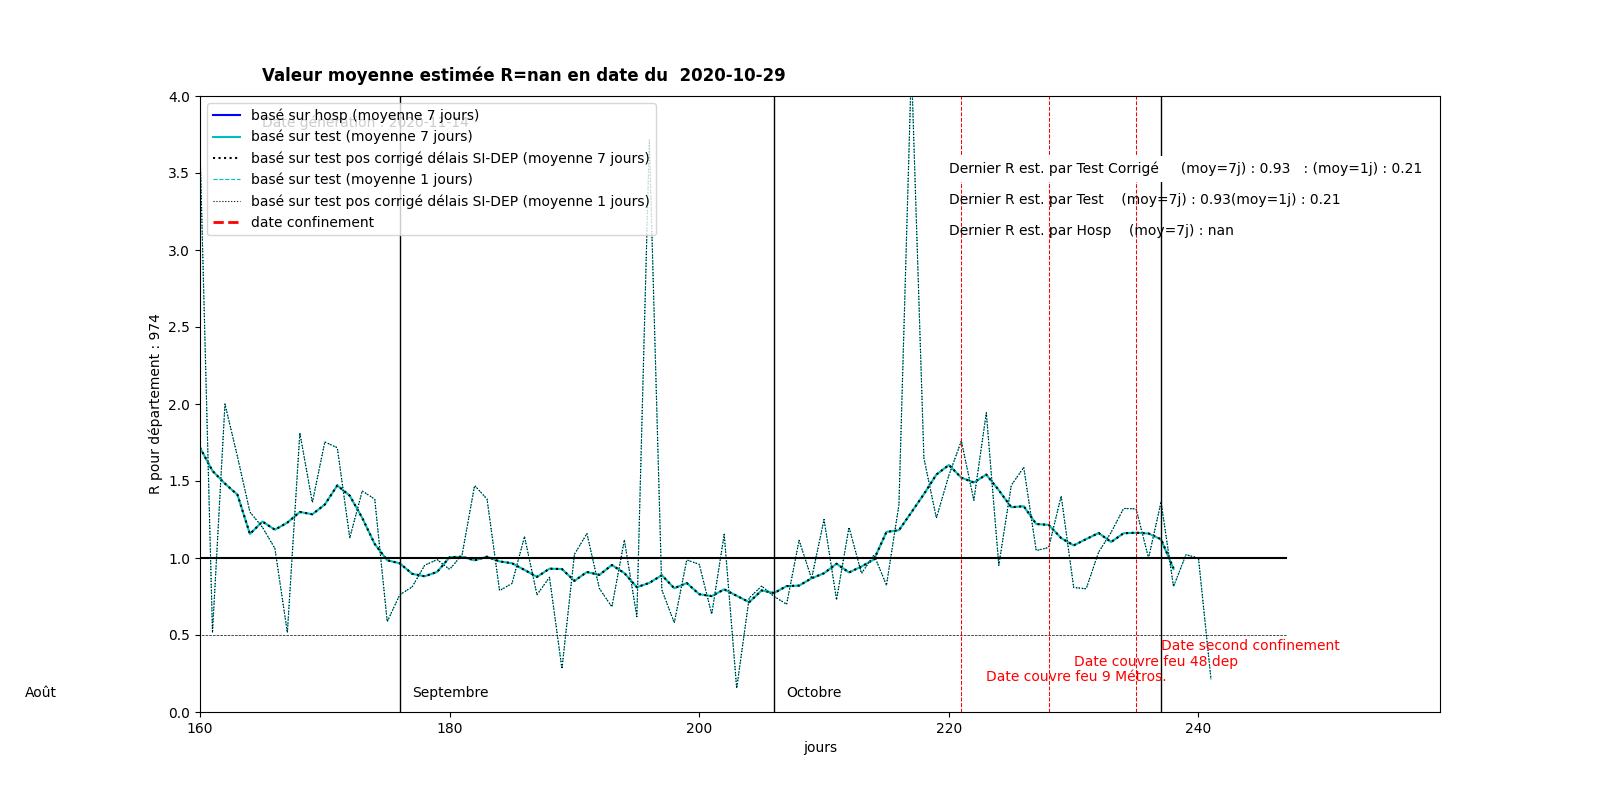 Valeur moyenne estimée R=nan en date du  2020-10-29
Date génération : 2020-11-14
basé sur hosp (moyenne 7 jours)
basé sur test (moyenne 7 jours)
basé sur test pos corrigé délais SI-DEP (moyenne 7 jours)
basé sur test (moyenne 1 jours)
basé sur test pos corrigé délais SI-DEP (moyenne 1 jours)
date confinement
Dernier R est. par Test Corrigé    (moy=7j) : 0.93   : (moy=1j) : 0.21
Dernier R est. par Test    (moy=7j) : 0.93(moy=1j) : 0.21
Dernier R est. par Hosp    (moy=7j) : nan
4.0
3.5
3.0
2.5
2.0
1.5
1.0
0.5
0.0
R pour département : 974
Date second confinement
Date couvre feu 48 dep
Date couvre feu 9 Métros.
Août
Septembre
Octobre
160
180
200
220
240
jours